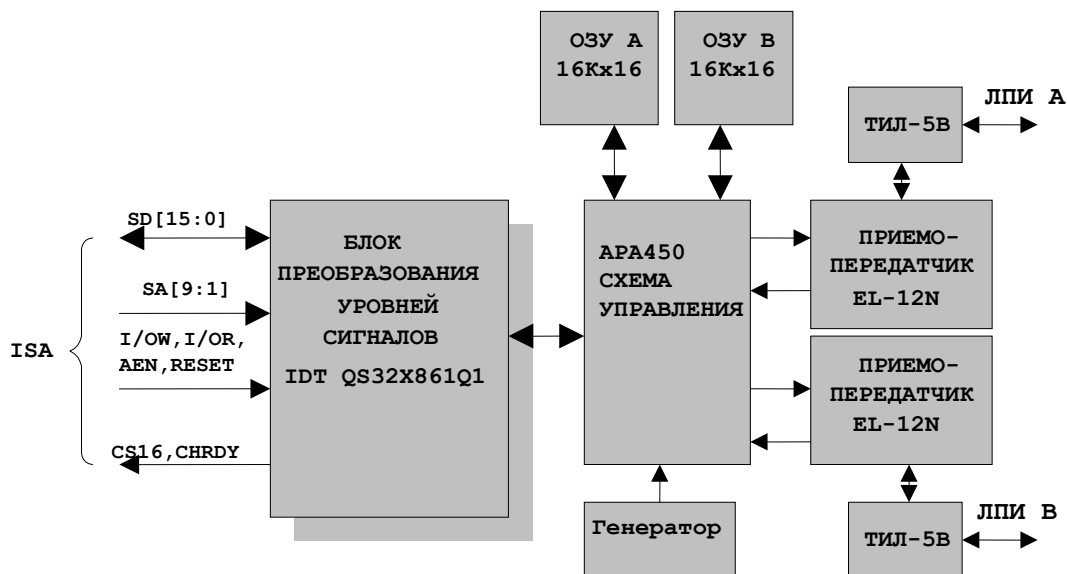 ОЗУ А
16Кх16
ОЗУ В
16Кх16
ТИЛ-5В
ЛПИ А
SD[15:0]
SA[9:1]
I/OW,I/OR,
AEN,RESET
CS16,CHRDY
ISA
БЛОК
ПРЕОБРАЗОВАНИЯ
УРОВНЕЙ
СИГНАЛОВ
IDT QS32X861Q1
APA450
СХЕМА
УПРАВЛЕНИЯ
ПРИЕМО-
ПЕРЕДАТЧИК
EL-12N
ПРИЕМО-
ПЕРЕДАТЧИК
EL-12N
Генератор
ТИЛ-5В
ЛПИ В